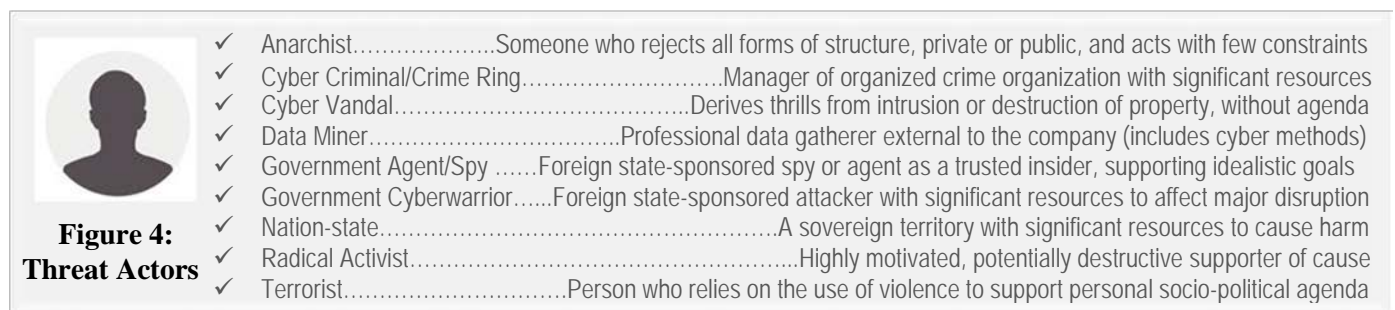 ✓ Anarchist………………..Someone who rejects all forms of structure, private or public, and acts with few constraints
✓ Cyber Criminal/Crime Ring…………………….Manager of organized crime organization with significant resources
✓ Cyber Vandal…………………………………..Derives thrills from intrusion or destruction of property, without agenda
✓ Data Miner……………………………..Professional data gatherer external to the company (includes cyber methods)
✓ Government Agent/Spy ……Foreign state-sponsored spy or agent as a trusted insider, supporting idealistic goals
✓ Government Cyberwarrior…...Foreign state-sponsored attacker with significant resources to affect major disruption
✓ Nation-state……………………………………………….A sovereign territory with significant resources to cause harm
✓ Radical Activist……………………………………………..Highly motivated, potentially destructive supporter of cause
✓ Terrorist………………………….Person who relies on the use of violence to support personal socio-political agenda
Figure 4:
Threat Actors